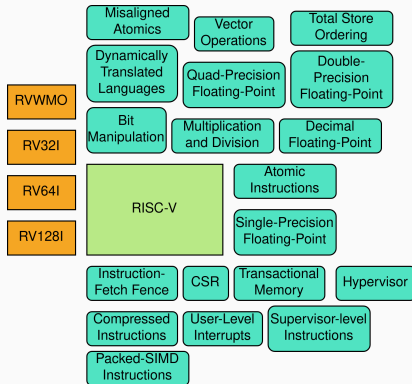 Misaligned
Atomics
Vector
Operations
Total Store
Ordering
Dynamically
Translated
Languages
Quad-Precision
Floating-Point
Double-
Precision
Floating-Point
RVWMO
Bit
Manipulation
Multiplication
and Division
Decimal
Floating-Point
RV32I
RV64I
RISC-V
Atomic
Instructions
RV128I
Single-Precision
Floating-Point
Instruction-
Fetch Fence
CSR
Transactional
Memory
Hypervisor
Compressed
Instructions
User-Level
Interrupts
Supervisor-level
Instructions
Packed-SIMD
Instructions